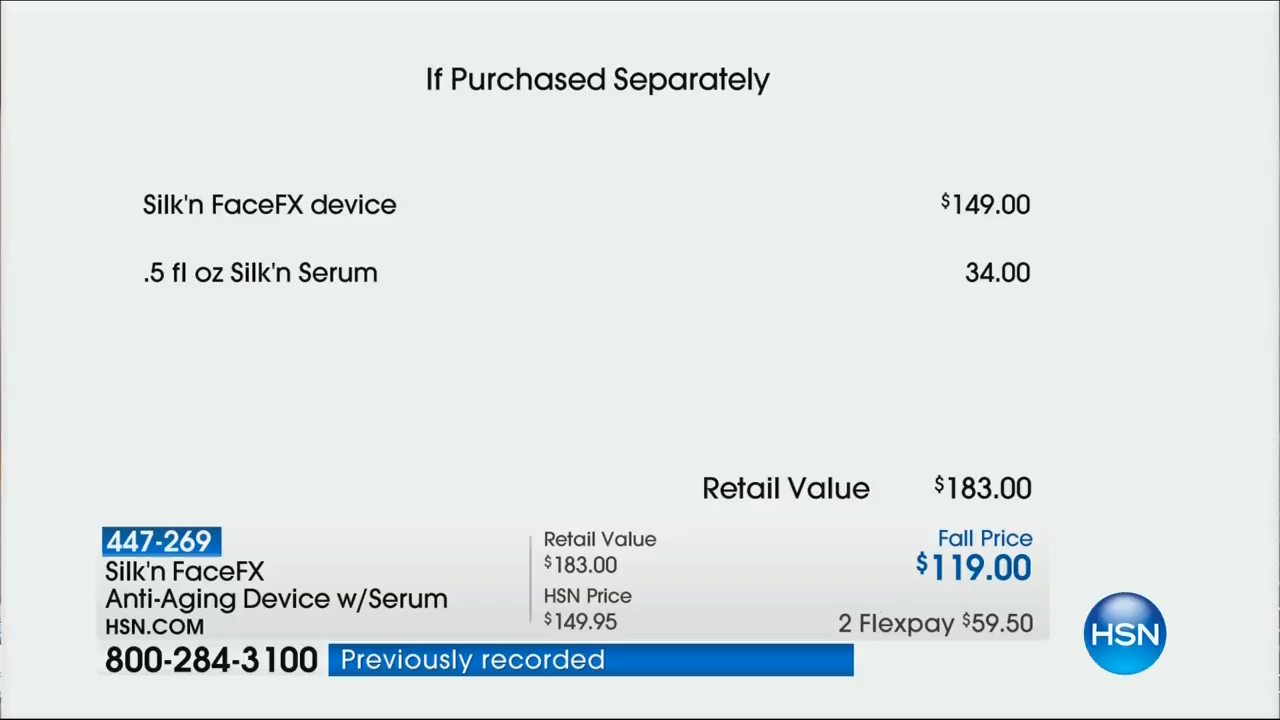 If Purchased Separately
Silk'n FaceFX device $149.00
.5 fl oz Silk'n Serum 34.00
Retail Value $183.00
447-269
Silk'n FaceFX
Anti-Aging Device w/Serum
HSN.COM
800-284-3100
Retail Value
$183.00
HSN Price
$149.95
Fall Price
$119.00
2 Flexpay $59.50
Previously recorded
HSN